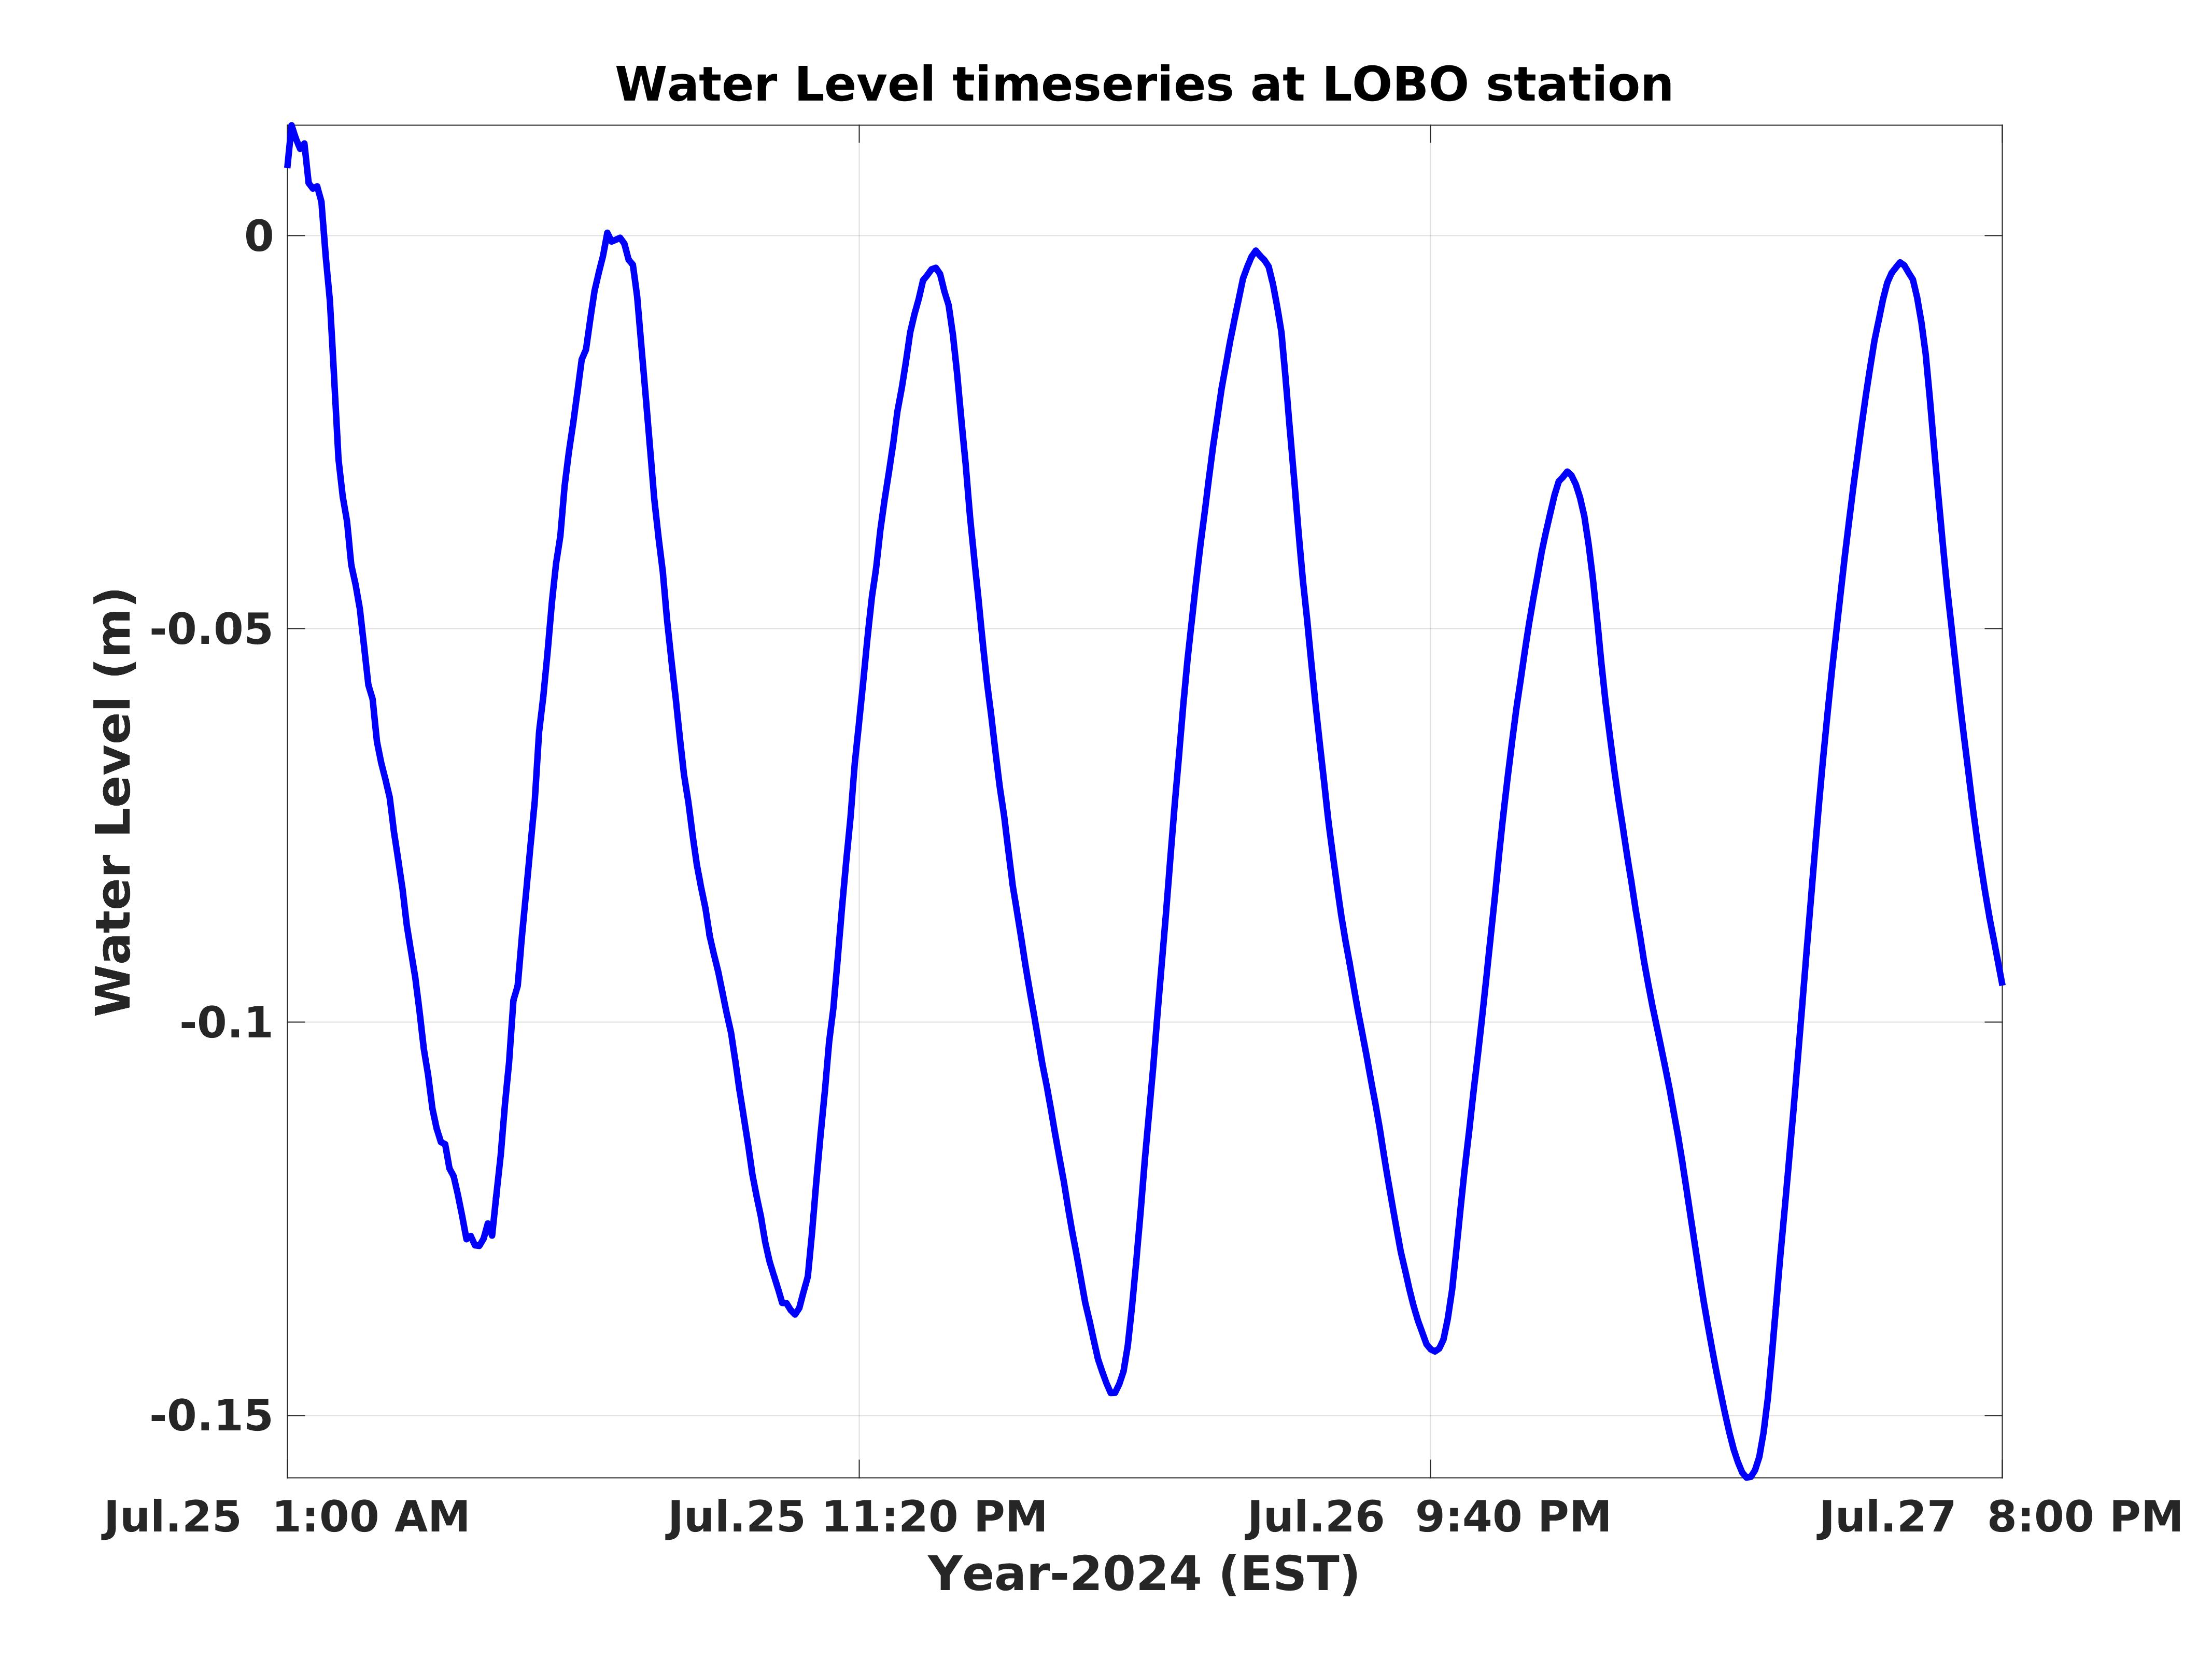 Water Level timeseries at LOBO station
Water Level (m)
0
-0.05
-0.1
-0.15
Jul.25  1:00 AM
Jul.25 11:20 PM
Jul.26  9:40 PM
Jul.27  8:00 PM
Year-2024 (EST)